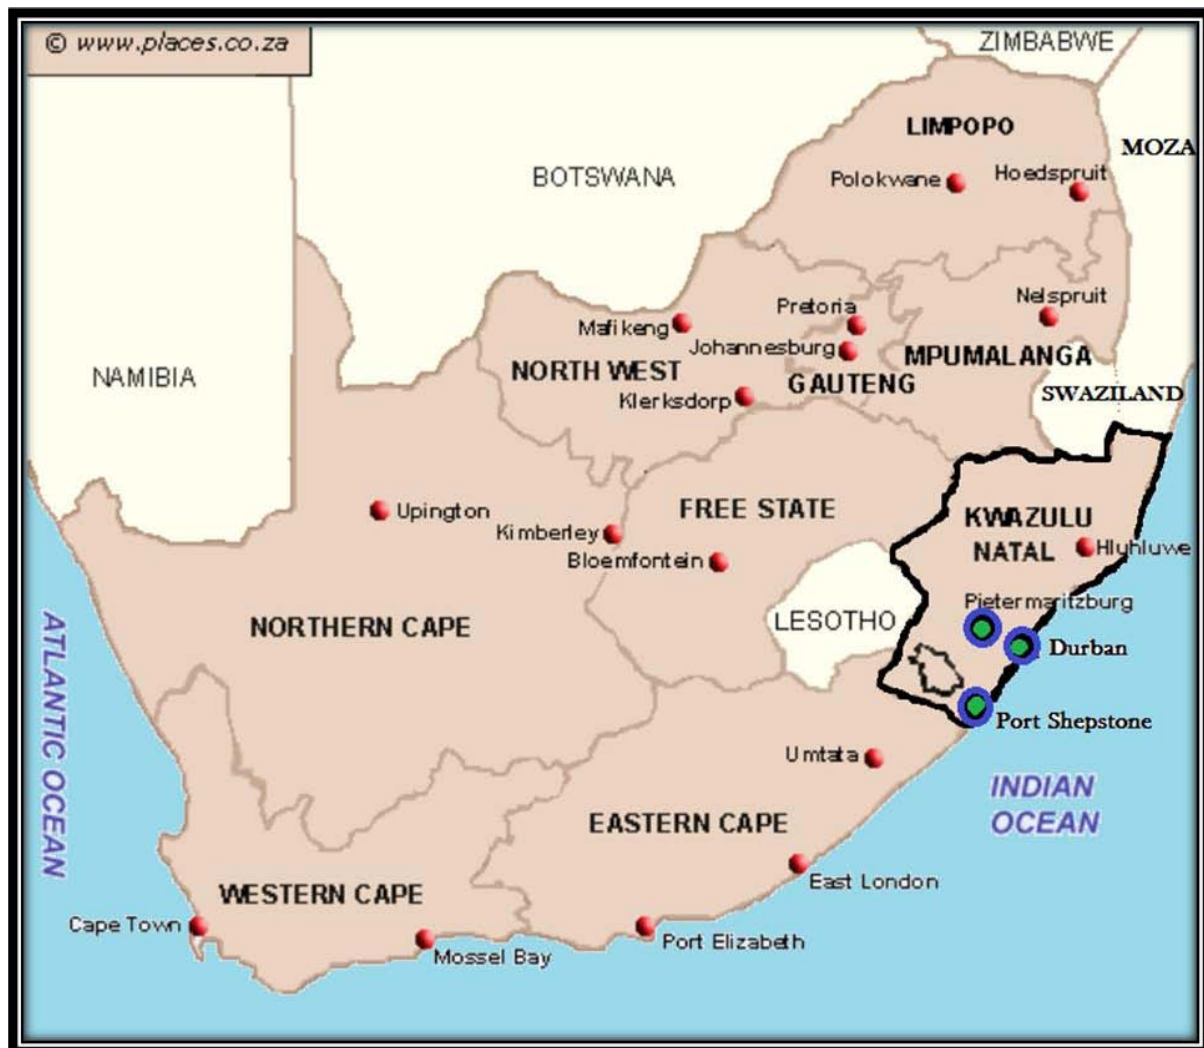 © www.places.co.za
ZIMBABWE
LIMPOPO
MOZA
BOTSWANA
Polokwane
Hoedspruit
Pretoria
Nelspruit
Mafikeng
Johannesburg
MPUMALANGA
NORTH WEST
GAUTENG
NAMIBIA
Klerksdorp
SWAZILAND
Upington
FREE STATE
KWAZULU
NATAL
Kimberley
Hluhluwe
Bloemfontein
Pietermaritzburg
LESOTHO
NORTHERN CAPE
Durban
ATLANTIC OCEAN
Port Shepstone
Umtata
INDIAN
OCEAN
EASTERN CAPE
East London
WESTERN CAPE
Cape Town
Port Elizabeth
Mossel Bay